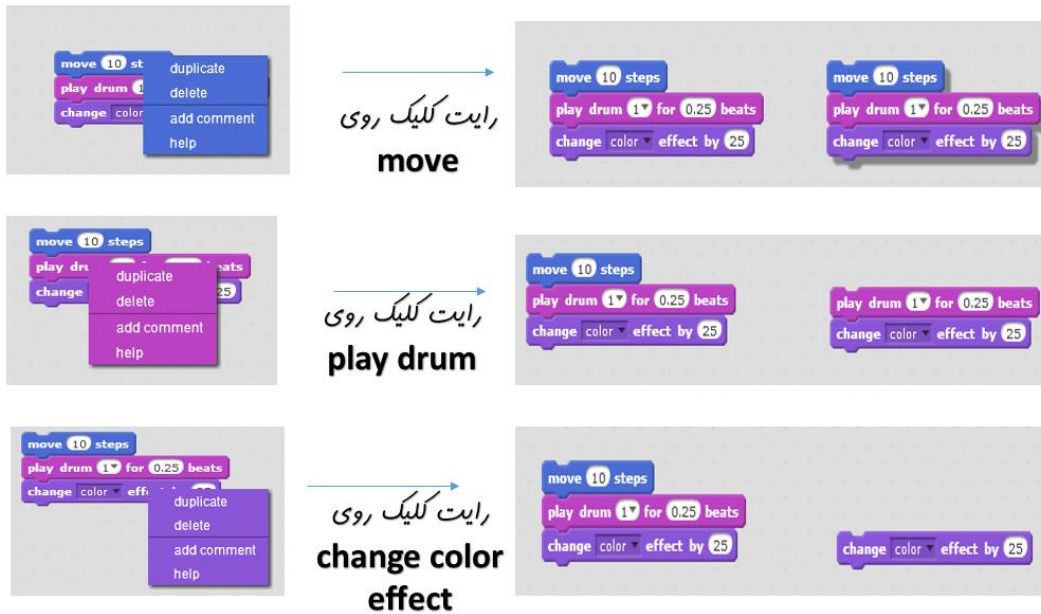 move 10 st
play drum 1
change color
duplicate
delete
add comment
help
رایت کلیک روی
move
move 10 steps
play drum 1 for 0.25 beats
change color effect by 25
move 10 steps
play drum 1 for 0.25 beats
change color effect by 25
move 10 steps
play dru beats
change 25
duplicate
delete
add comment
help
رایت کلیک روی
play drum
move 10 steps
play drum 1 for 0.25 beats
change color effect by 25
play drum 1 for 0.25 beats
change color effect by 25
move 10 steps
play drum 1 for 0.25 beats
change color effe
duplicate
delete
add comment
help
رایت کلیک روی
change color
effect
move 10 steps
play drum 1 for 0.25 beats
change color effect by 25
change color effect by 25